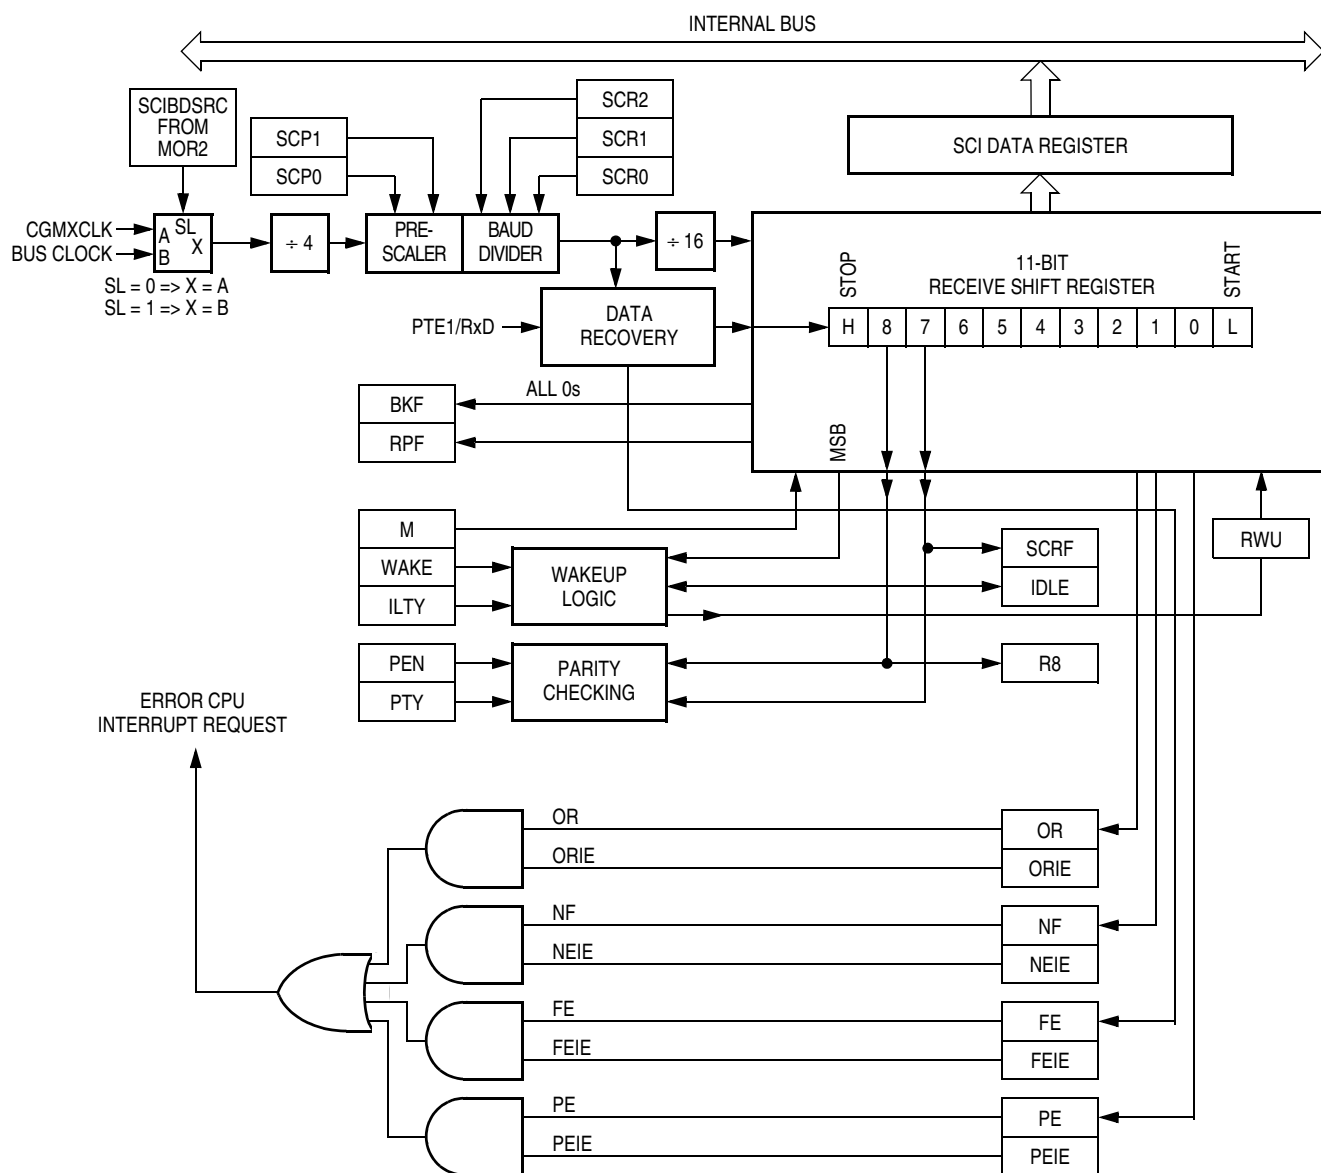 INTERNAL BUS
SCIBDSRC
FROM
MOR2
SCP1
SCP0
SCR2
SCR1
SCR0
SCI DATA REGISTER
CGMXCLK
BUS CLOCK
A
B
SL
X
SL = 0 => X = A
SL = 1 => X = B
÷ 4
PRE-
SCALER
BAUD
DIVIDER
÷ 16
DATA
RECOVERY
PTE1/RxD
STOP
11-BIT
RECEIVE SHIFT REGISTER
START
H 8 7 6 5 4 3 2 1 0 L
ALL 0s
BKF
RPF
MSB
M
WAKE
ILTY
WAKEUP
LOGIC
SCRF
IDLE
RWU
PEN
PTY
PARITY
CHECKING
R8
ERROR CPU
INTERRUPT REQUEST
OR
ORIE
OR
ORIE
NF
NEIE
NF
NEIE
FE
FEIE
FE
FEIE
PE
PEIE
PE
PEIE